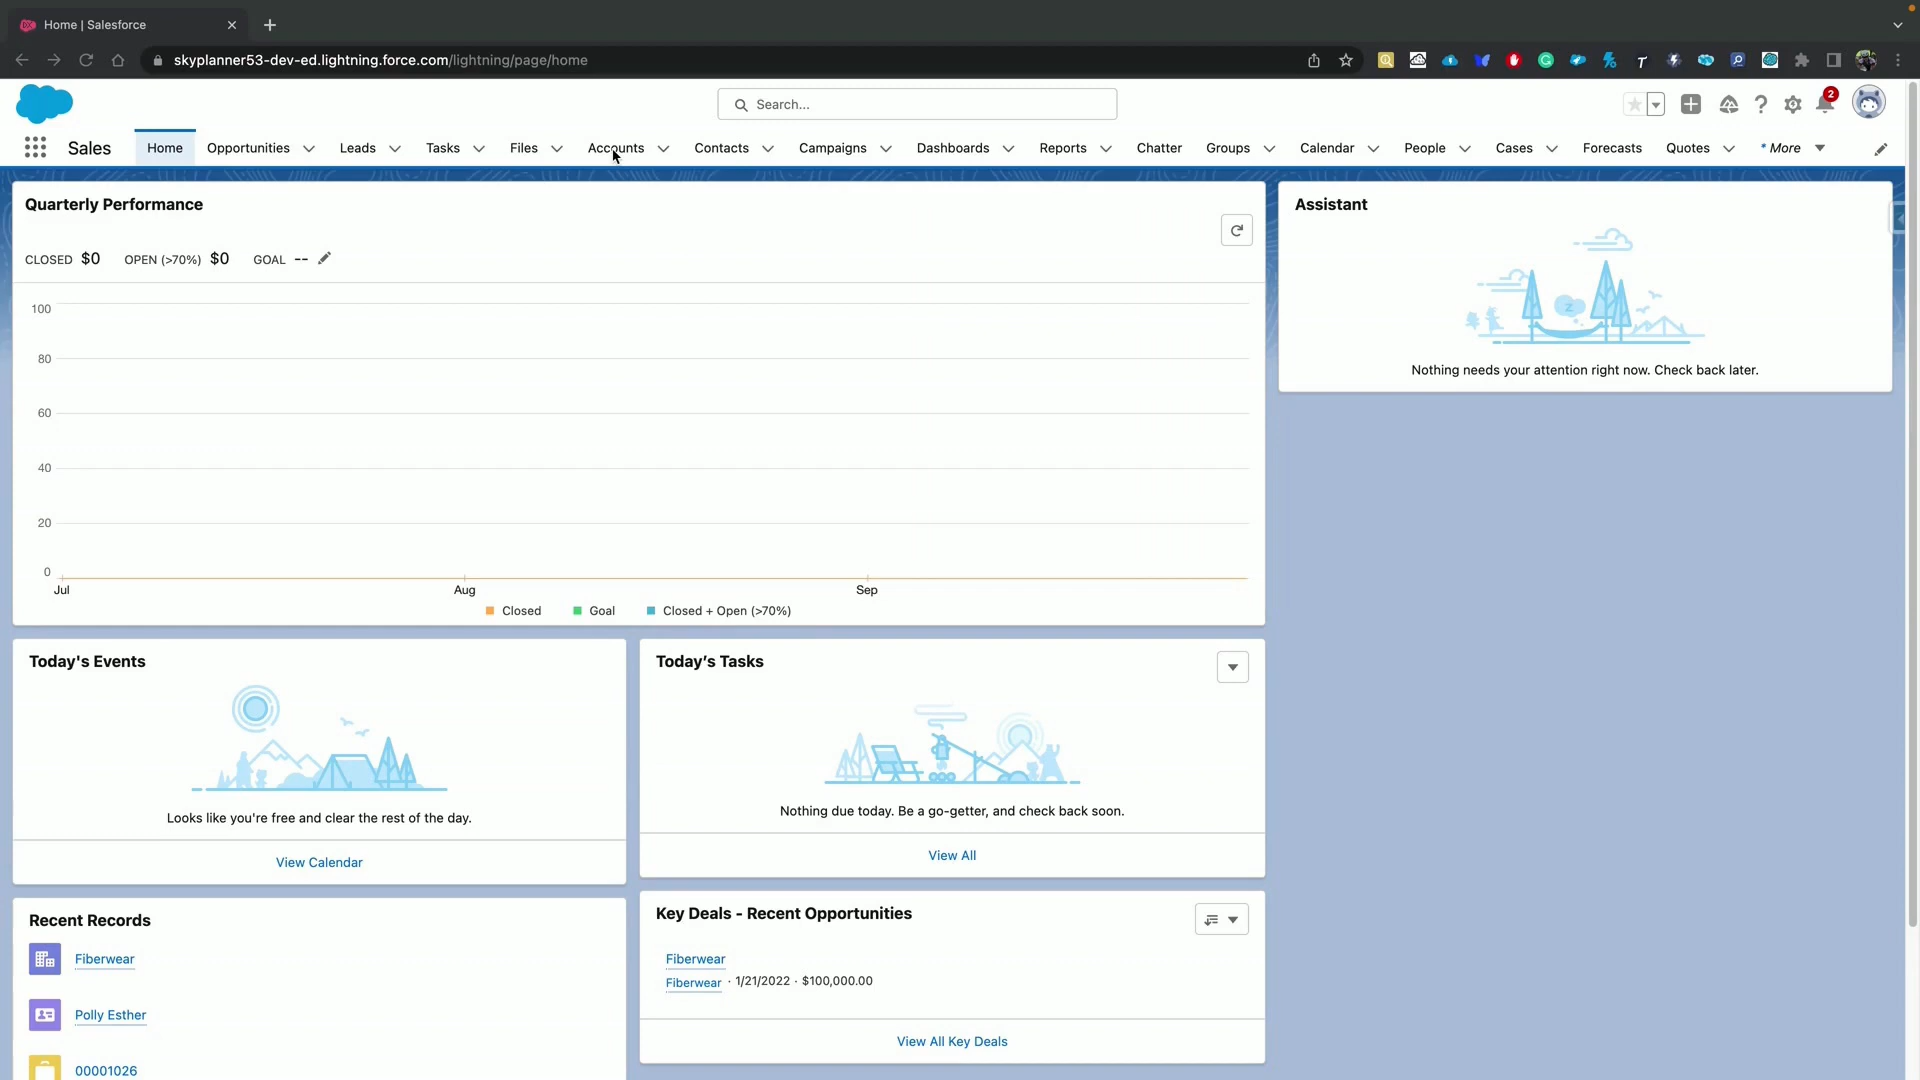 Home | Salesforce
skyplanner53-dev-ed.lightning.force.com/lightning/page/home
Search...
2
Sales
Home
Opportunities
Leads
Tasks
Files
Accounts
Contacts
Campaigns
Dashboards
Reports
Chatter
Groups
Calendar
People
Cases
Forecasts
Quotes
* More
Quarterly Performance
CLOSED $0 OPEN (>70%) $0 GOAL --
100
80
60
40
20
0
Jul
Aug
Sep
Closed
Goal
Closed + Open (>70%)
Assistant
Nothing needs your attention right now. Check back later.
Today's Events
Looks like you're free and clear the rest of the day.
View Calendar
Today’s Tasks
Nothing due today. Be a go-getter, and check back soon.
View All
Recent Records
Fiberwear
Polly Esther
00001026
Key Deals - Recent Opportunities
Fiberwear
Fiberwear · 1/21/2022 · $100,000.00
View All Key Deals